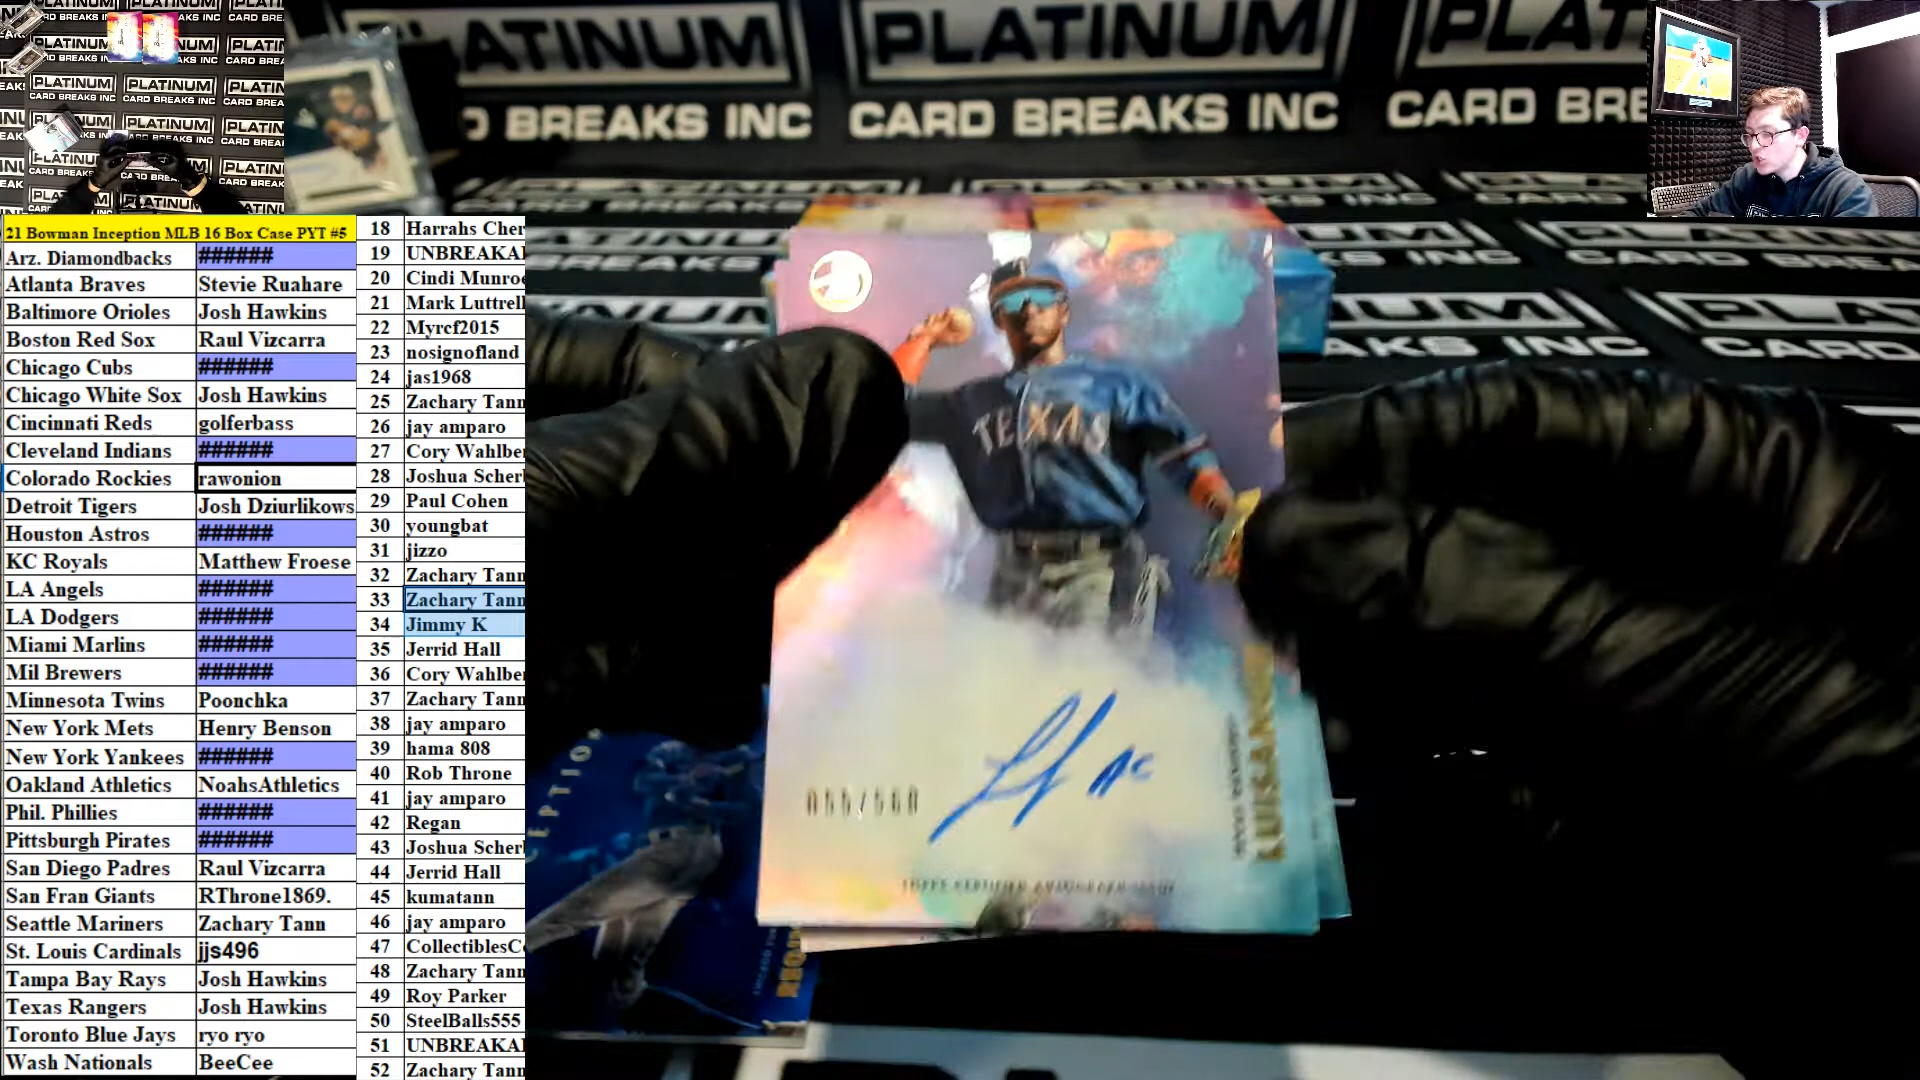 PLATINUM
CARD BREAKS INC
PLATINUM
CARD BREAKS INC
21 Bowman Inception MLB 16 Box Case PYT #5
Arz. Diamondbacks ######
Atlanta Braves Stevie Ruahare
Baltimore Orioles Josh Hawkins
Boston Red Sox Raul Vizcarra
Chicago Cubs ######
Chicago White Sox Josh Hawkins
Cincinnati Reds golferbass
Cleveland Indians ######
Colorado Rockies rawonion
Detroit Tigers Josh Dziurlikows
Houston Astros ######
KC Royals Matthew Froese
LA Angels ######
LA Dodgers ######
Miami Marlins ######
Mil Brewers ######
Minnesota Twins Poonchka
New York Mets Henry Benson
New York Yankees ######
Oakland Athletics NoahsAthletics
Phil. Phillies ######
Pittsburgh Pirates ######
San Diego Padres Raul Vizcarra
San Fran Giants RThrone1869.
Seattle Mariners Zachary Tann
St. Louis Cardinals jjs496
Tampa Bay Rays Josh Hawkins
Texas Rangers Josh Hawkins
Toronto Blue Jays ryo ryo
Wash Nationals BeeCee
18 Harrahs Cher
19 UNBREAKA
20 Cindi Munroe
21 Mark Luttrell
22 Myrcf2015
23 nosignofland
24 jas1968
25 Zachary Tann
26 jay amparo
27 Cory Wahlbe
28 Joshua Scher
29 Paul Cohen
30 youngbat
31 jizzo
32 Zachary Tann
33 Zachary Tann
34 Jimmy K
35 Jerrid Hall
36 Cory Wahlbe
37 Zachary Tann
38 jay amparo
39 hama 808
40 Rob Throne
41 jay amparo
42 Regan
43 Joshua Scher
44 Jerrid Hall
45 kumatann
46 jay amparo
47 CollectiblesC
48 Zachary Tann
49 Roy Parker
50 SteelBalls555
51 UNBREAKA
52 Zachary Tann
TEXAS
TOPPS CERTIFIED AUTOGRAPH ISSUE